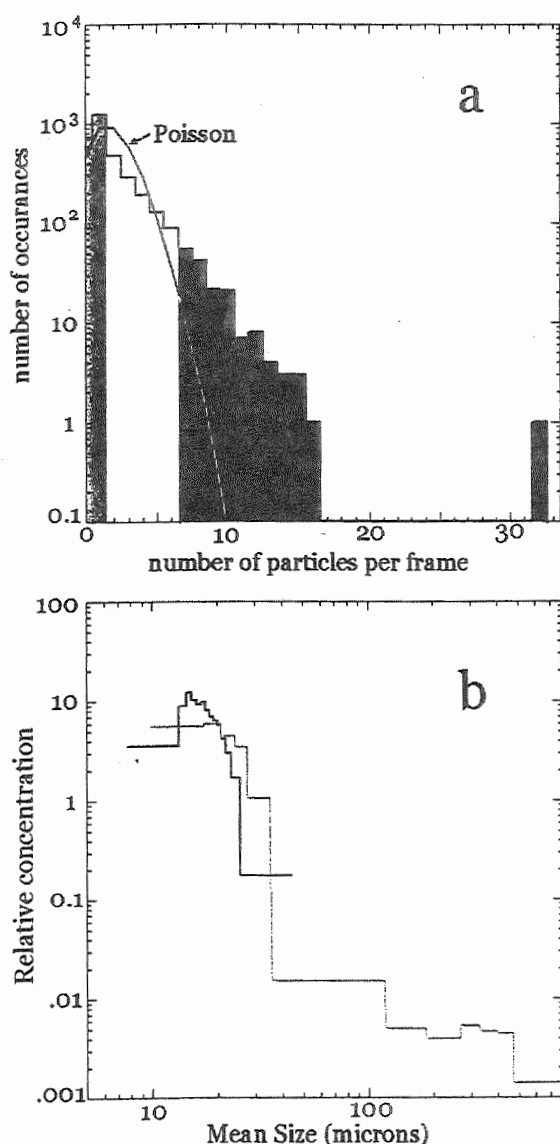 a
10⁴
10³
10²
10
1
0.1
Poisson
number of occurances
0 10 20 30
number of particles per frame
b
100
10
1
0.1
.01
.001
Relative concentration
10 100
Mean Size (microns)